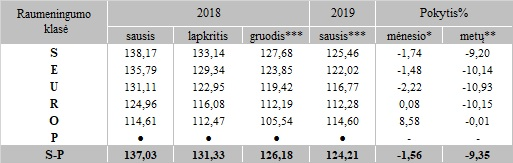 Raumeningumo klasė 2018 2019 Pokytis%
sausis lapkritis gruodis*** sausis*** mėnesio* metų**
S 138,17 133,14 127,68 125,46 -1,74 -9,20
E 135,79 129,34 123,85 122,02 -1,48 -10,14
U 131,11 122,95 119,42 116,77 -2,22 -10,93
R 124,96 116,08 112,19 112,28 0,08 -10,15
O 114,61 112,47 105,54 114,60 8,58 -0,01
P ● ● ● ● - -
S-P 137,03 131,33 126,18 124,21 -1,56 -9,35